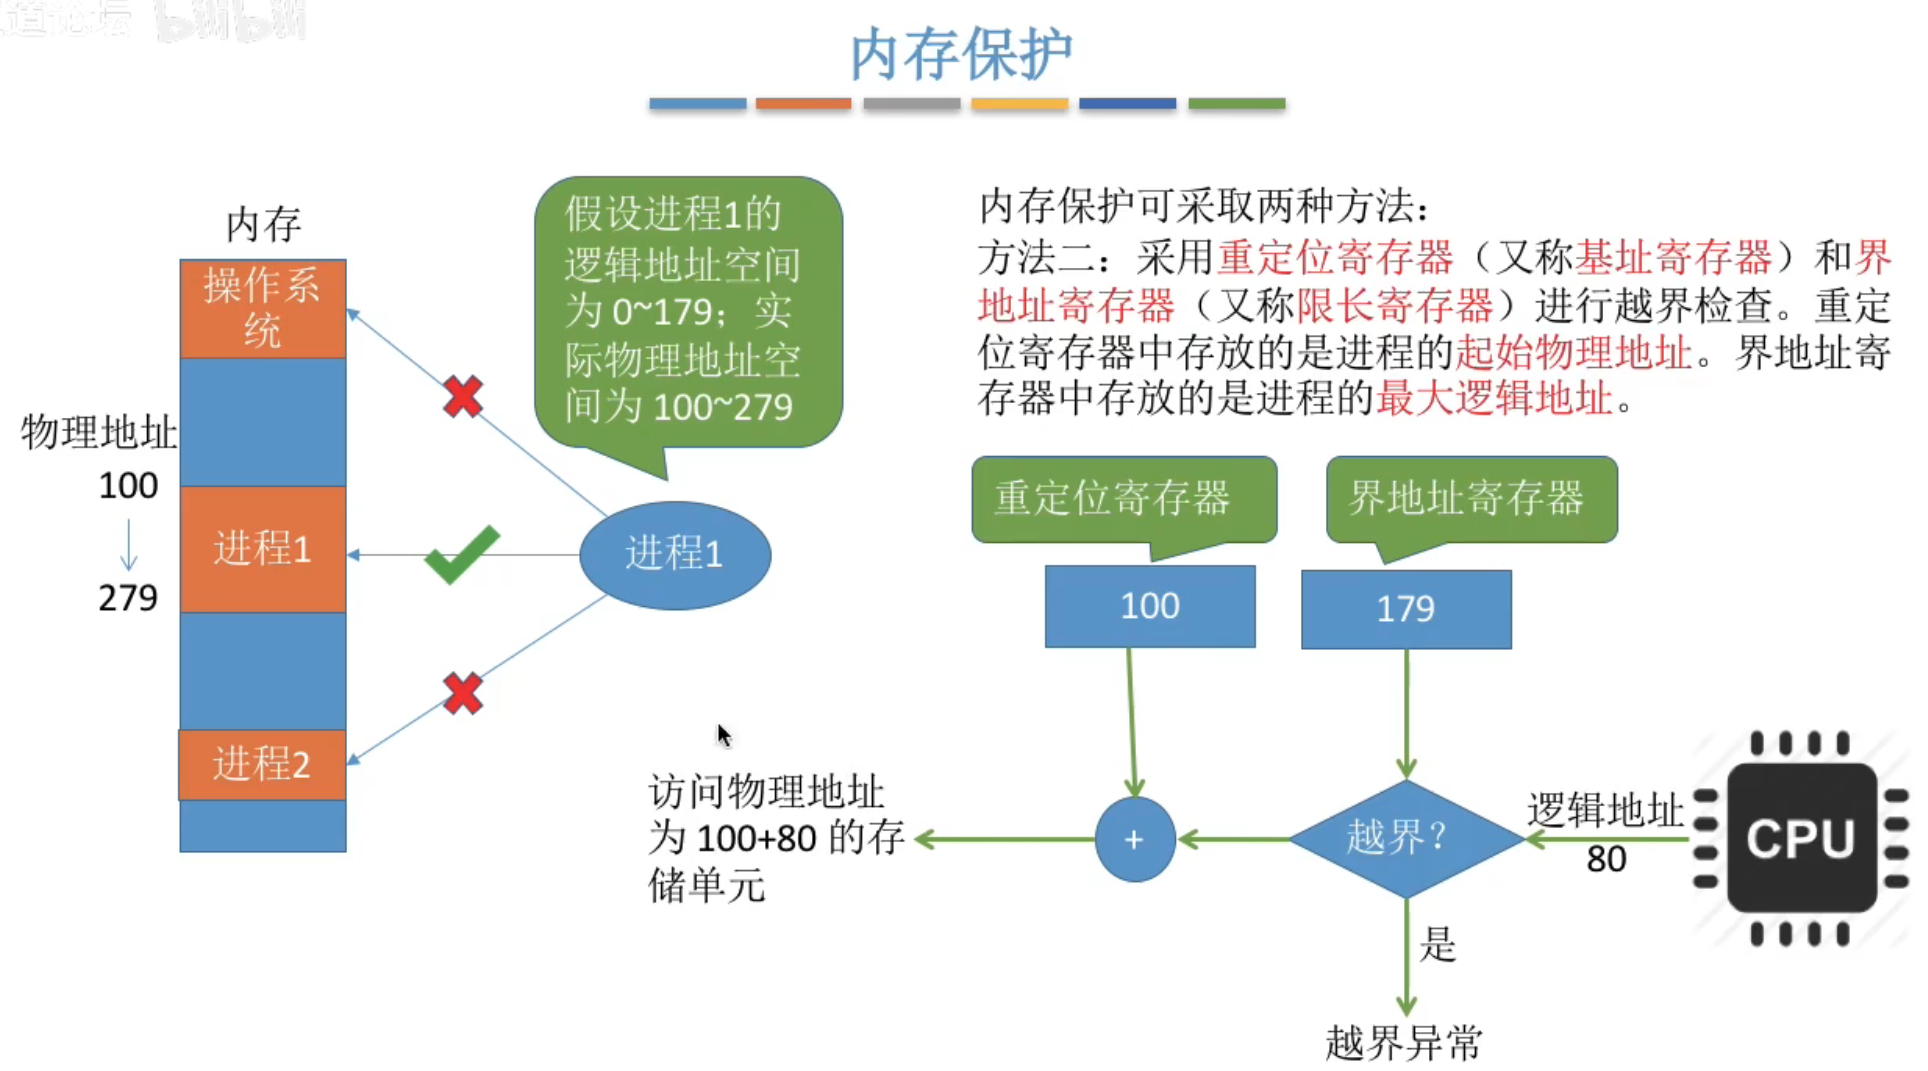 道论坛 bilibili
内存保护
内存
操作系
统
物理地址
100
279
进程1
进程2
假设进程1的
逻辑地址空间
为 0~179；实
际物理地址空
间为 100~279
进程1
内存保护可采取两种方法：
方法二：采用重定位寄存器（又称基址寄存器）和界
地址寄存器（又称限长寄存器）进行越界检查。重定
位寄存器中存放的是进程的起始物理地址。界地址寄
存器中存放的是进程的最大逻辑地址。
重定位寄存器
界地址寄存器
100
179
访问物理地址
为 100+80 的存
储单元
+
越界？
逻辑地址
80
CPU
是
越界异常